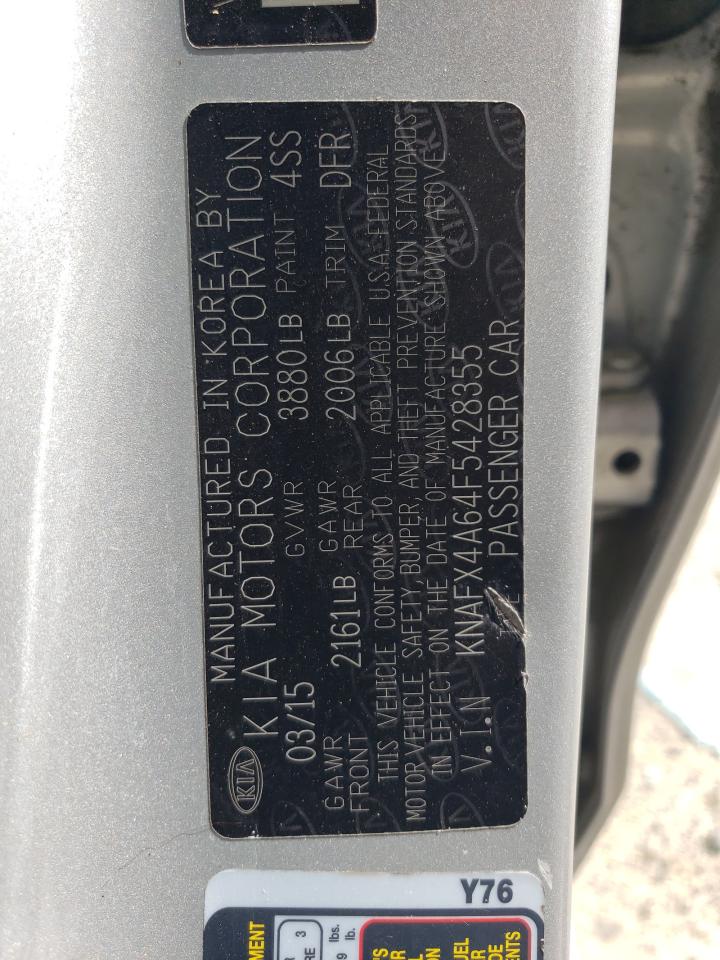 KIA
MANUFACTURED IN KOREA BY
KIA MOTORS CORPORATION
03/15 GVWR 3880LB PAINT 4SS
GAWR FRONT 2161LB GAWR REAR 2006LB TRIM DFR
THIS VEHICLE CONFORMS TO ALL APPLICABLE U.S.A. FEDERAL
MOTOR VEHICLE SAFETY, BUMPER, AND THEFT PREVENTION STANDARDS
IN EFFECT ON THE DATE OF MANUFACTURE SHOWN ABOVE
V.I.N KNAFX4A64F5428355
PASSENGER CAR
Y76